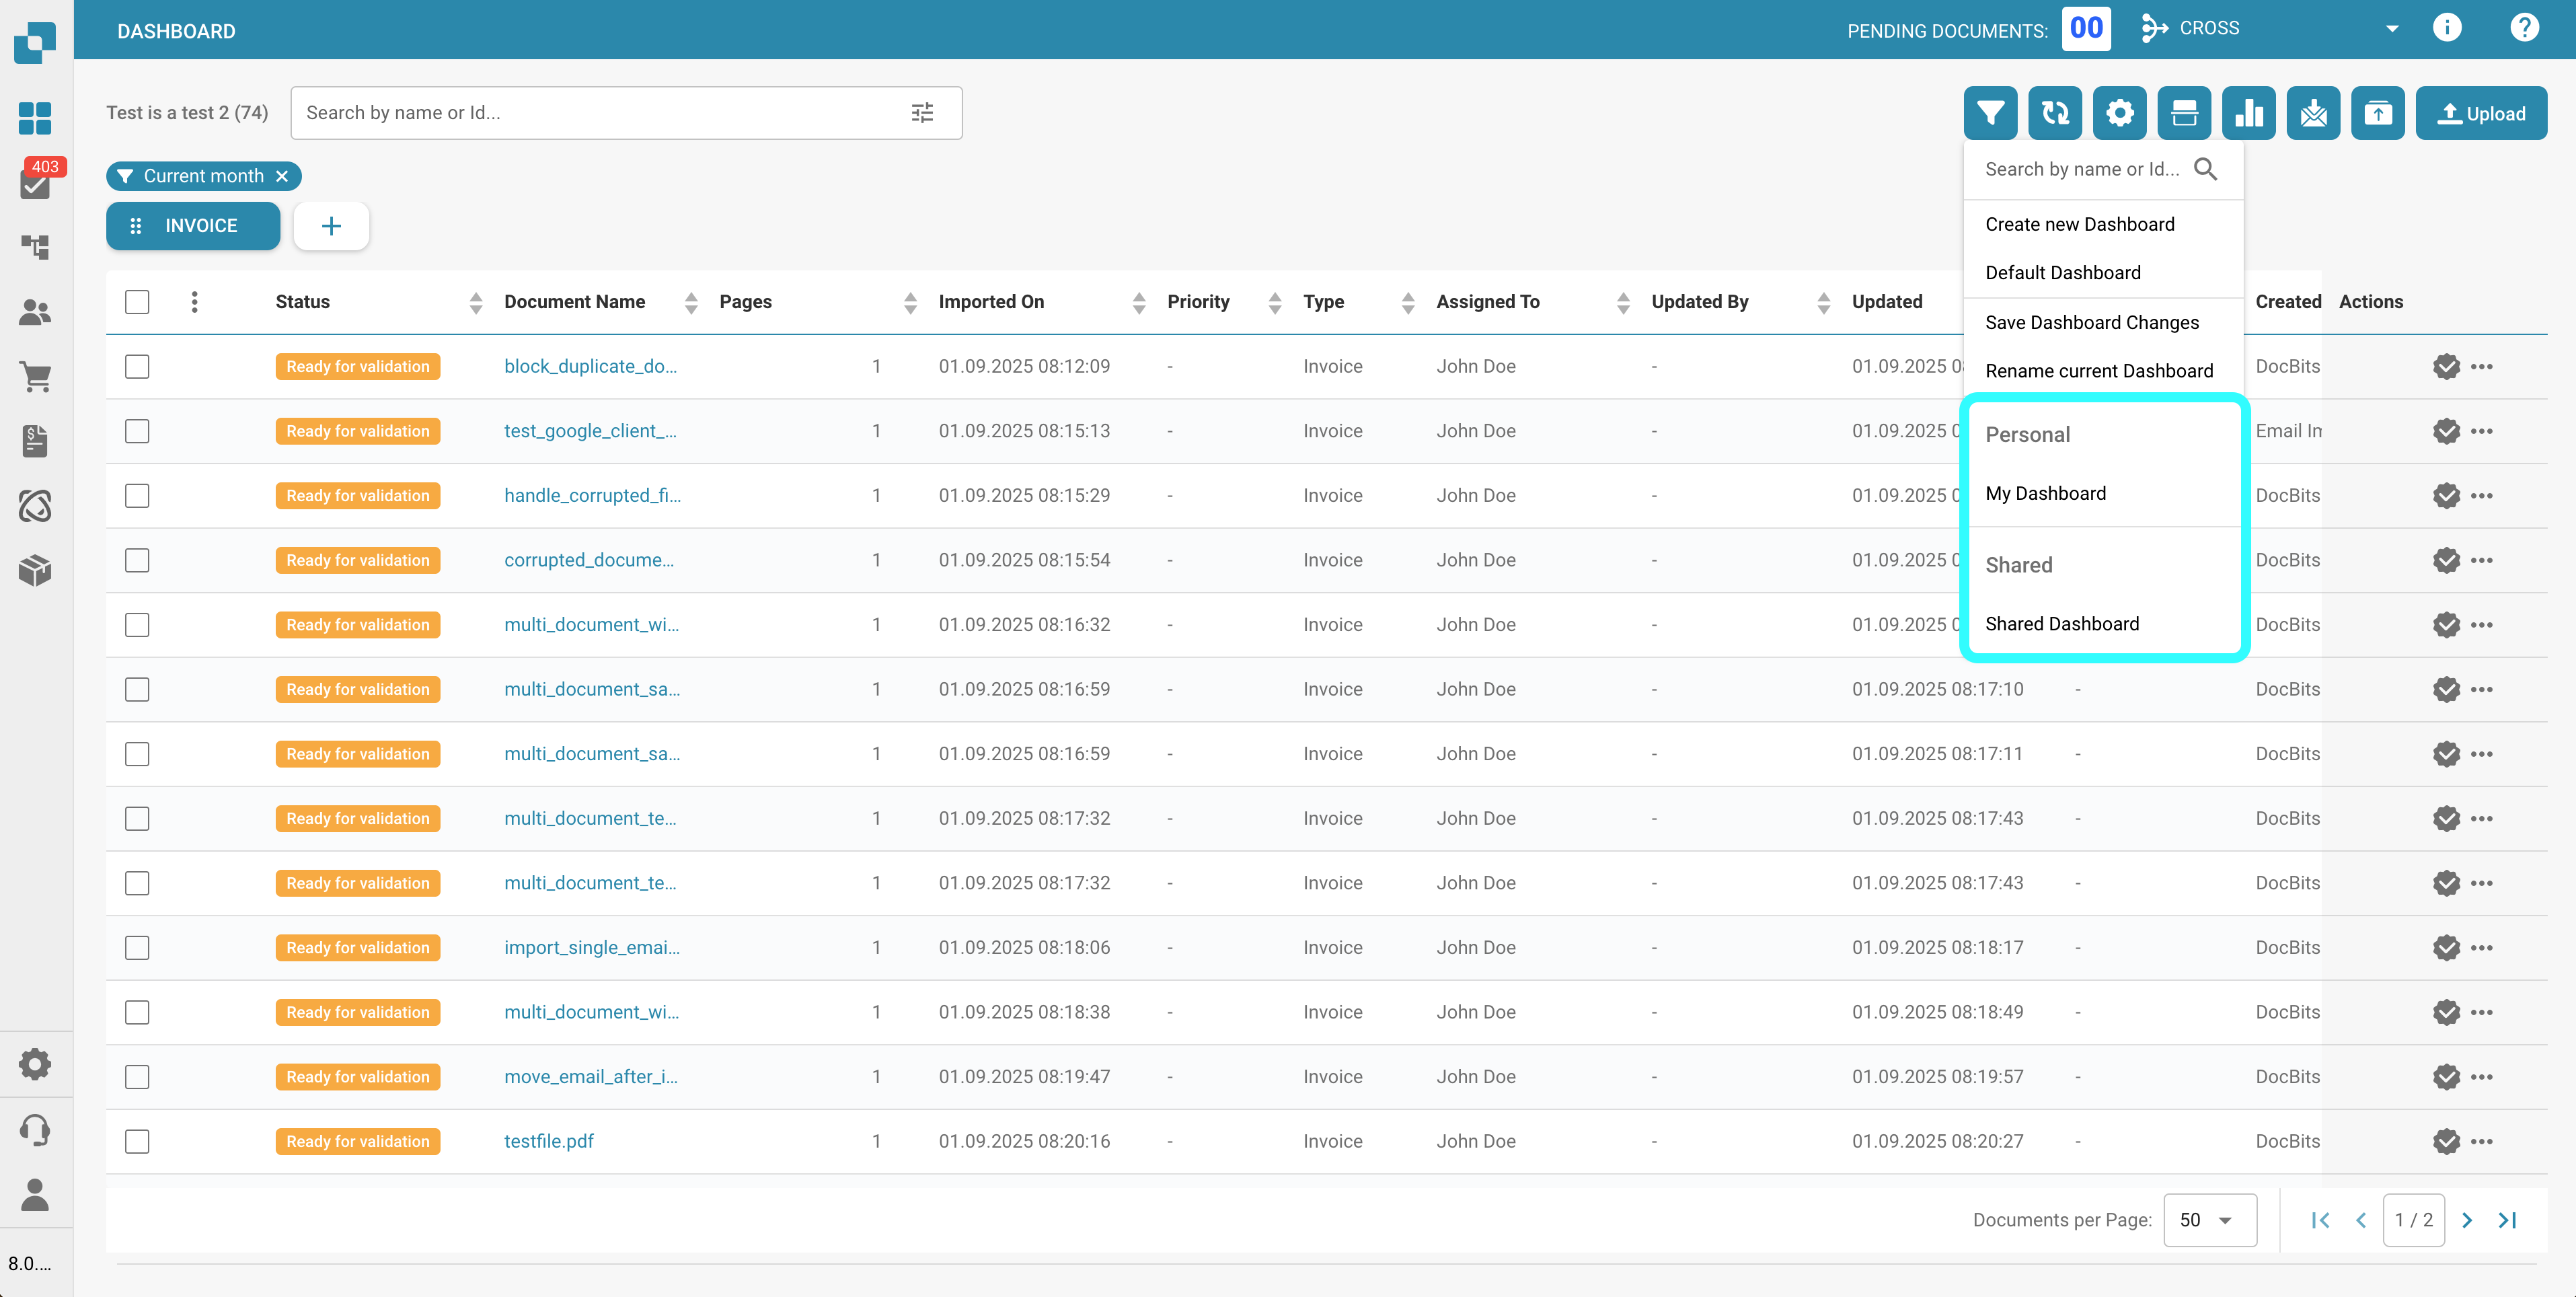 DASHBOARD
PENDING DOCUMENTS: 00 CROSS
Test is a test 2 (74)
Search by name or Id...
Upload
403
Current month
INVOICE
Search by name or Id...
Create new Dashboard
Default Dashboard
Save Dashboard Changes
Rename current Dashboard
Personal
My Dashboard
Shared
Shared Dashboard
Status Document Name Pages Imported On Priority Type Assigned To Updated By Updated Created Actions
Ready for validation block_duplicate_do... 1 01.09.2025 08:12:09 - Invoice John Doe - 01.09.2025 0 DocBits
Ready for validation test_google_client_... 1 01.09.2025 08:15:13 - Invoice John Doe - 01.09.2025 0 Email Im
Ready for validation handle_corrupted_fi... 1 01.09.2025 08:15:29 - Invoice John Doe - 01.09.2025 0 DocBits
Ready for validation corrupted_docume... 1 01.09.2025 08:15:54 - Invoice John Doe - 01.09.2025 0 DocBits
Ready for validation multi_document_wi... 1 01.09.2025 08:16:32 - Invoice John Doe - 01.09.2025 0 DocBits
Ready for validation multi_document_sa... 1 01.09.2025 08:16:59 - Invoice John Doe - 01.09.2025 08:17:10 - DocBits
Ready for validation multi_document_sa... 1 01.09.2025 08:16:59 - Invoice John Doe - 01.09.2025 08:17:11 - DocBits
Ready for validation multi_document_te... 1 01.09.2025 08:17:32 - Invoice John Doe - 01.09.2025 08:17:43 - DocBits
Ready for validation multi_document_te... 1 01.09.2025 08:17:32 - Invoice John Doe - 01.09.2025 08:17:43 - DocBits
Ready for validation import_single_emai... 1 01.09.2025 08:18:06 - Invoice John Doe - 01.09.2025 08:18:17 - DocBits
Ready for validation multi_document_wi... 1 01.09.2025 08:18:38 - Invoice John Doe - 01.09.2025 08:18:49 - DocBits
Ready for validation move_email_after_i... 1 01.09.2025 08:19:47 - Invoice John Doe - 01.09.2025 08:19:57 - DocBits
Ready for validation testfile.pdf 1 01.09.2025 08:20:16 - Invoice John Doe - 01.09.2025 08:20:27 - DocBits
Documents per Page: 50 1 / 2
8.0....